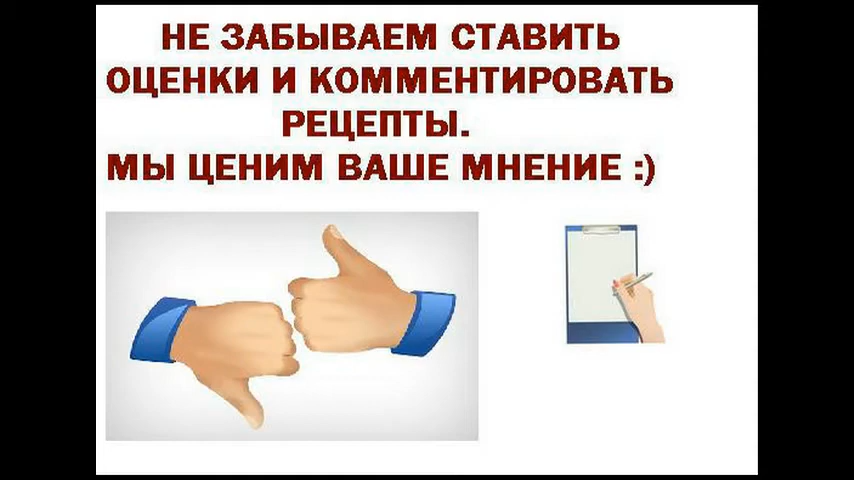 НЕ ЗАБЫВАЕМ СТАВИТЬ
ОЦЕНКИ И КОММЕНТИРОВАТЬ
РЕЦЕПТЫ.
МЫ ЦЕНИМ ВАШЕ МНЕНИЕ :)